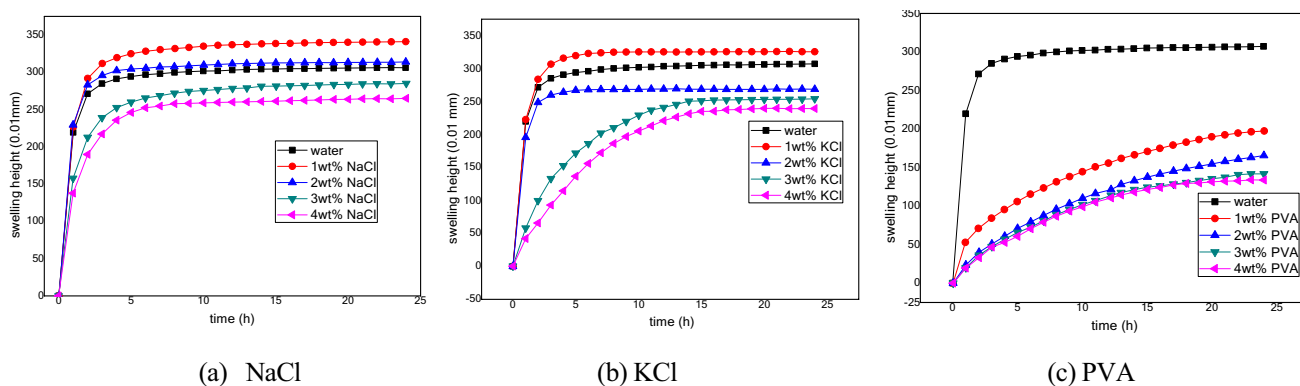 350
300
250
200
150
100
50
0
0 5 10 15 20 25
swelling height (0.01mm)
time (h)
water
1wt% NaCl
2wt% NaCl
3wt% NaCl
4wt% NaCl
(a) NaCl
350
300
250
200
150
100
50
0
-50
0 5 10 15 20 25
swelling height (0.01 mm)
time (h)
water
1wt% KCl
2wt% KCl
3wt% KCl
4wt% KCl
(b) KCl
350
300
250
200
150
100
50
0
-25
0 5 10 15 20 25
swelling height (0.01 mm)
time (h)
water
1wt% PVA
2wt% PVA
3wt% PVA
4wt% PVA
(c) PVA